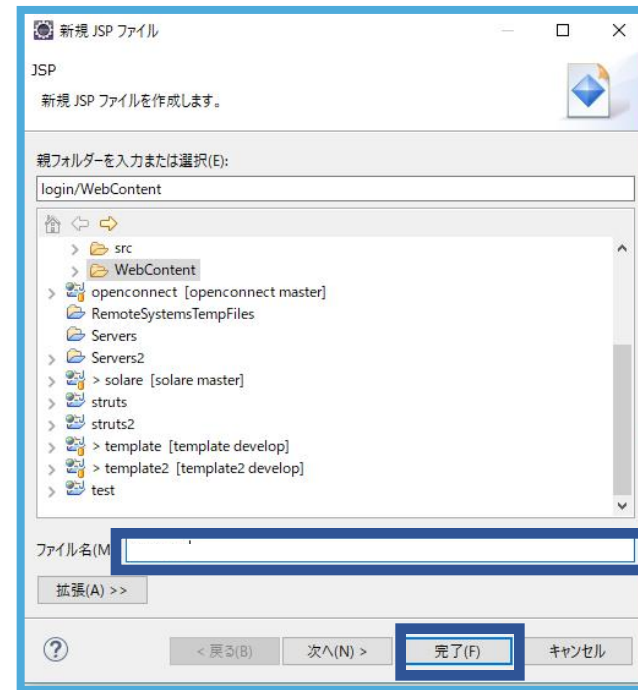 新規 JSP ファイル
JSP
新規 JSP ファイルを作成します。
親フォルダーを入力または選択(E):
login/WebContent
src
WebContent
openconnect [openconnect master]
RemoteSystemsTempFiles
Servers
Servers2
> solare [solare master]
struts
struts2
> template [template develop]
> template2 [template2 develop]
test
ファイル名(M
拡張(A) >>
< 戻る(B) 次へ(N) > 完了(F) キャンセル